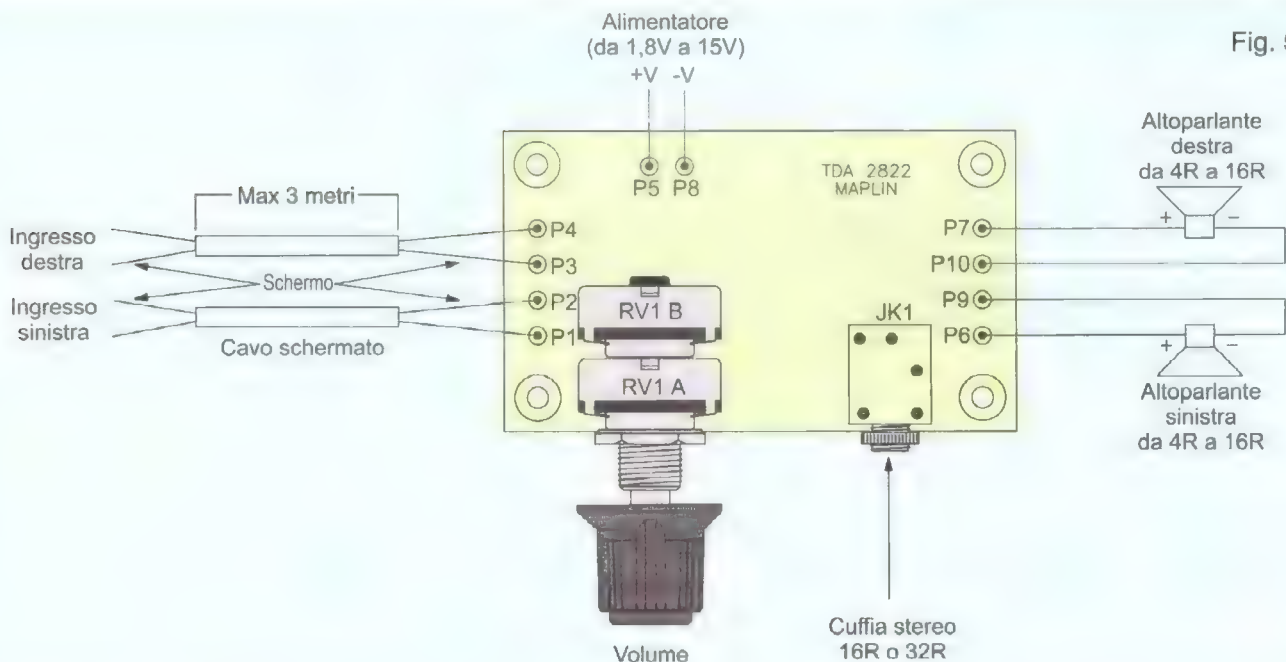 Alimentatore
(da 1,8V a 15V)
+V -V
Fig.
P5 P8
TDA 2822
MAPLIN
Max 3 metri
Ingresso
destra
Schermo
Ingresso
sinistra
Cavo schermato
P4
P3
P2
P1
RV1 B
RV1 A
JK1
P7
P10
P9
P6
Altoparlante
destra
da 4R a 16R
+ -
+ -
Altoparlante
sinistra
da 4R a 16R
Volume
Cuffia stereo
16R o 32R